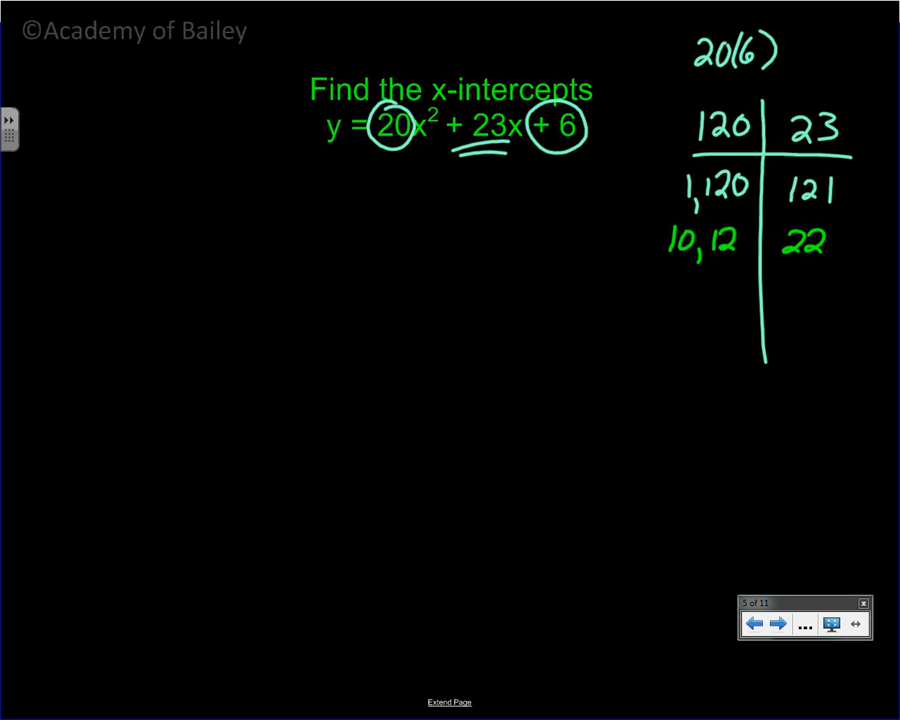 ©Academy of Bailey
20(6)
Find the x-intercepts
y = 20x² + 23x + 6
120 23
1,120 121
10,12 22
5 of 11
...
Extend Page